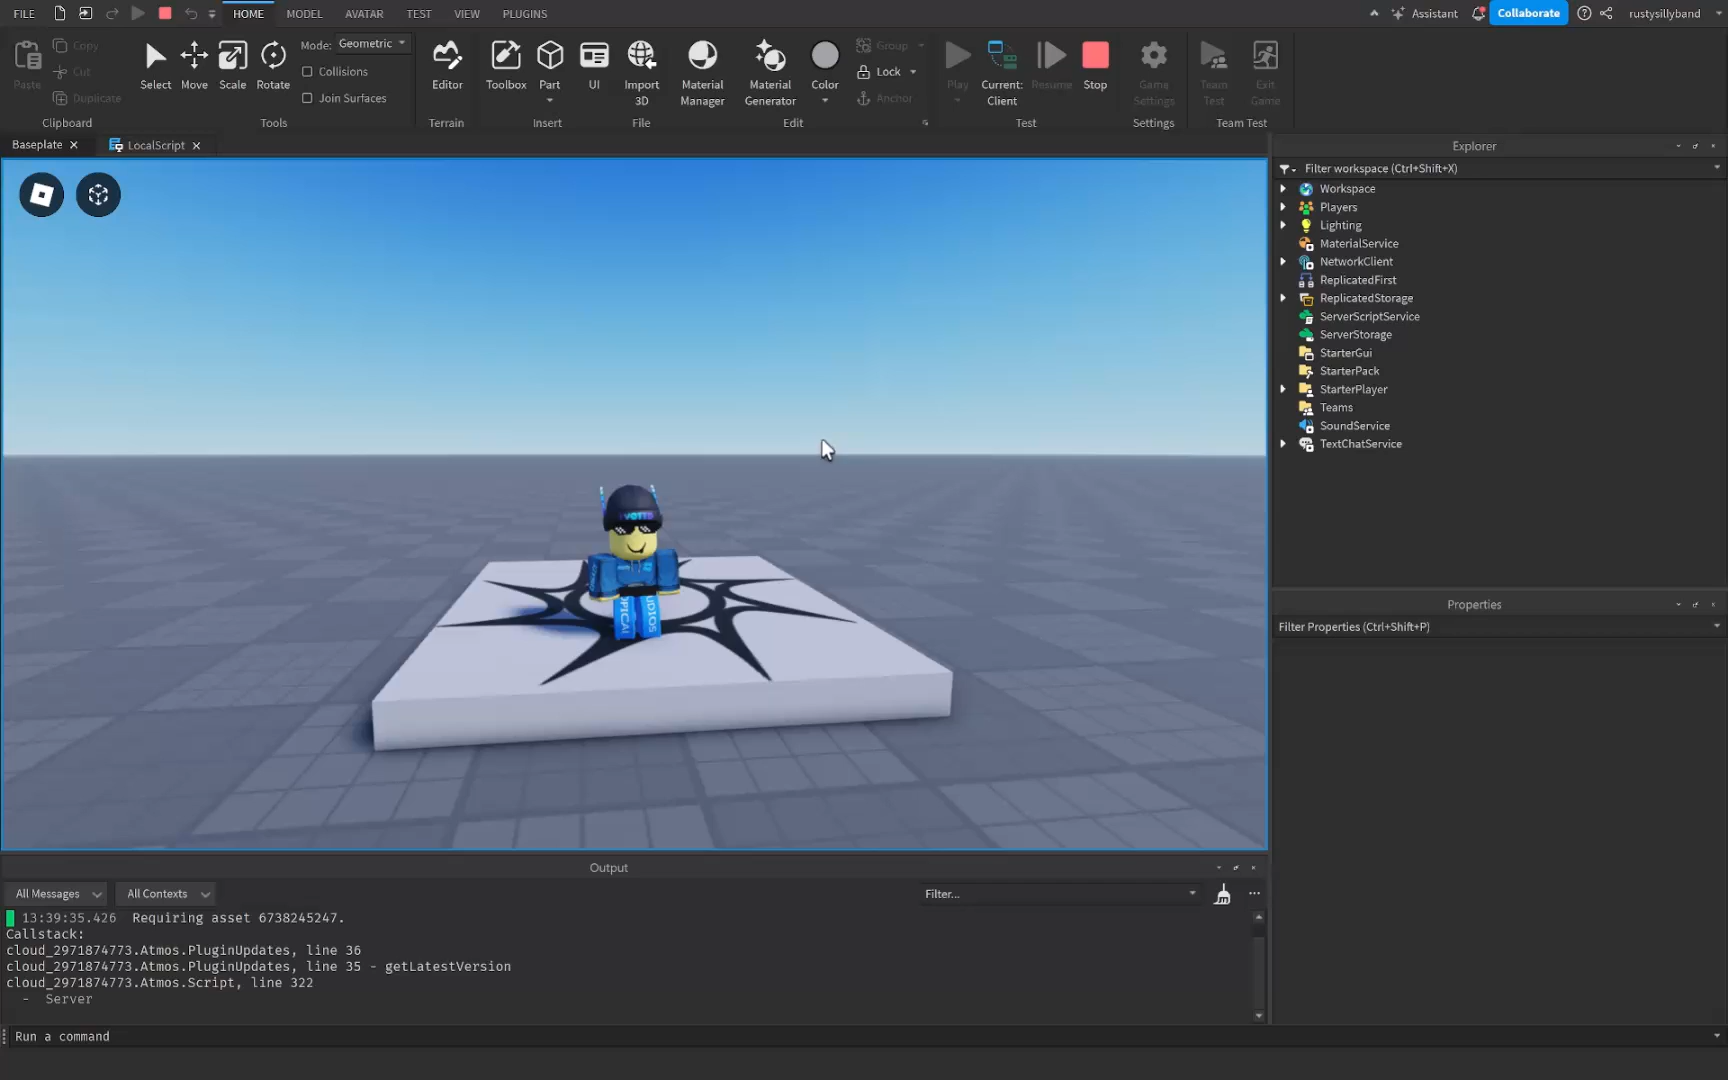 FILE HOME MODEL AVATAR TEST VIEW PLUGINS Assistant Collaborate rustysillyband
Paste Copy Cut Duplicate Select Move Scale Rotate Mode: Geometric Collisions Join Surfaces Editor Toolbox Part UI Import 3D Material Manager Material Generator Color Group Lock Anchor Play Current: Client Resume Stop Game Settings Team Test Exit Game
Clipboard Tools Terrain Insert File Edit Test Settings Team Test
Baseplate LocalScript
Explorer
Filter workspace (Ctrl+Shift+X)
Workspace
Players
Lighting
MaterialService
NetworkClient
ReplicatedFirst
ReplicatedStorage
ServerScriptService
ServerStorage
StarterGui
StarterPack
StarterPlayer
Teams
SoundService
TextChatService
Properties
Filter Properties (Ctrl+Shift+P)
Output
All Messages All Contexts Filter...
13:39:35.426 Requiring asset 6738245247.
Callstack:
cloud_2971874773.Atmos.PluginUpdates, line 36
cloud_2971874773.Atmos.PluginUpdates, line 35 - getLatestVersion
cloud_2971874773.Atmos.Script, line 322
- Server
Run a command